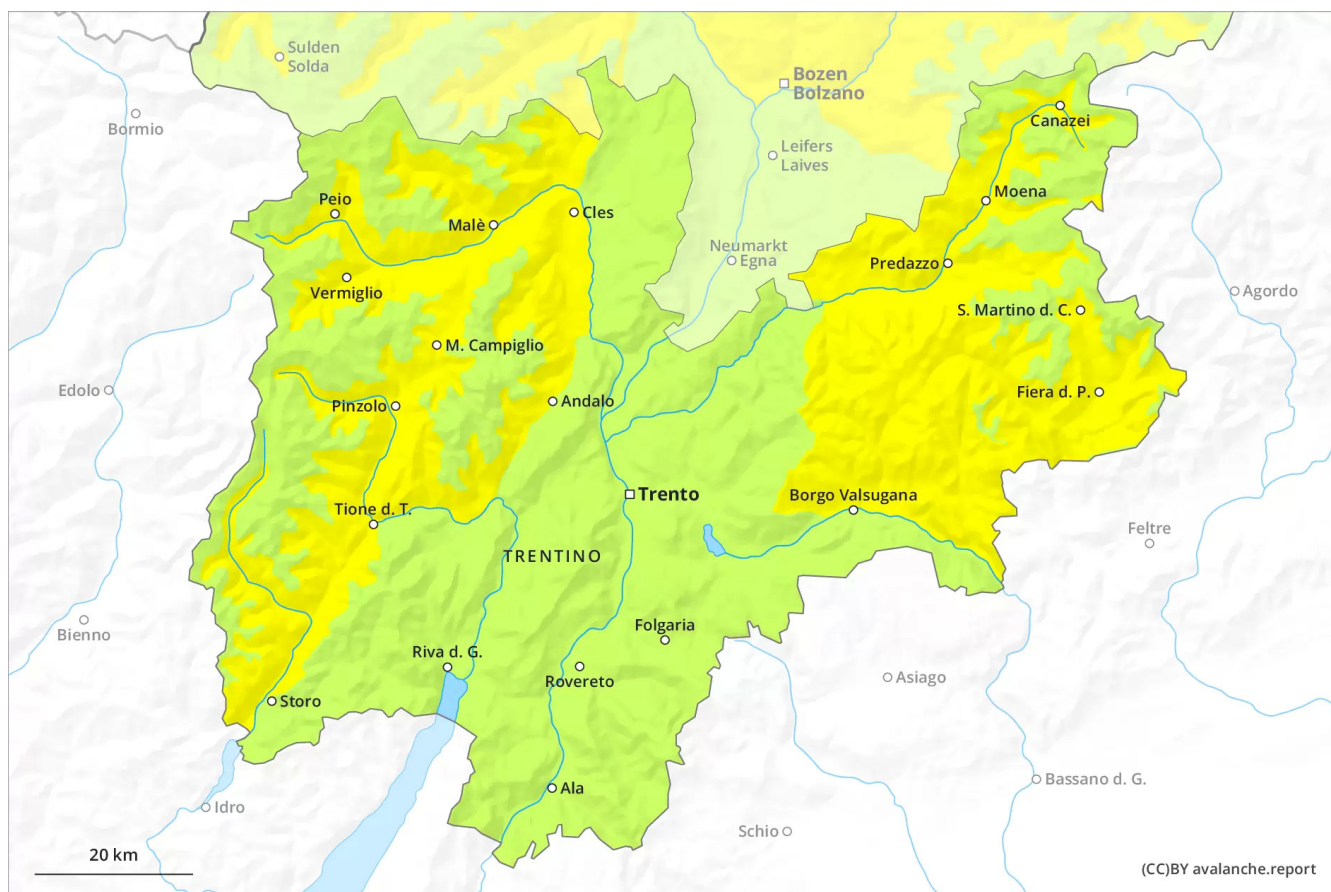 Sulden
Solda
Bozen
Bolzano
Bormio
Canazei
Leifers
Laives
Peio
Moena
Malè
Cles
Neumarkt
Egna
Predazzo
Vermiglio
Agordo
S. Martino d. C.
M. Campiglio
Edolo
Pinzolo
Andalo
Fiera d. P.
Trento
Borgo Valsugana
Tione d. T.
Feltre
TRENTINO
Bienno
Folgaria
Riva d. G.
Rovereto
Asiago
Storo
Bassano d. G.
Ala
Idro
Schio
20 km
(CC)BY avalanche.report